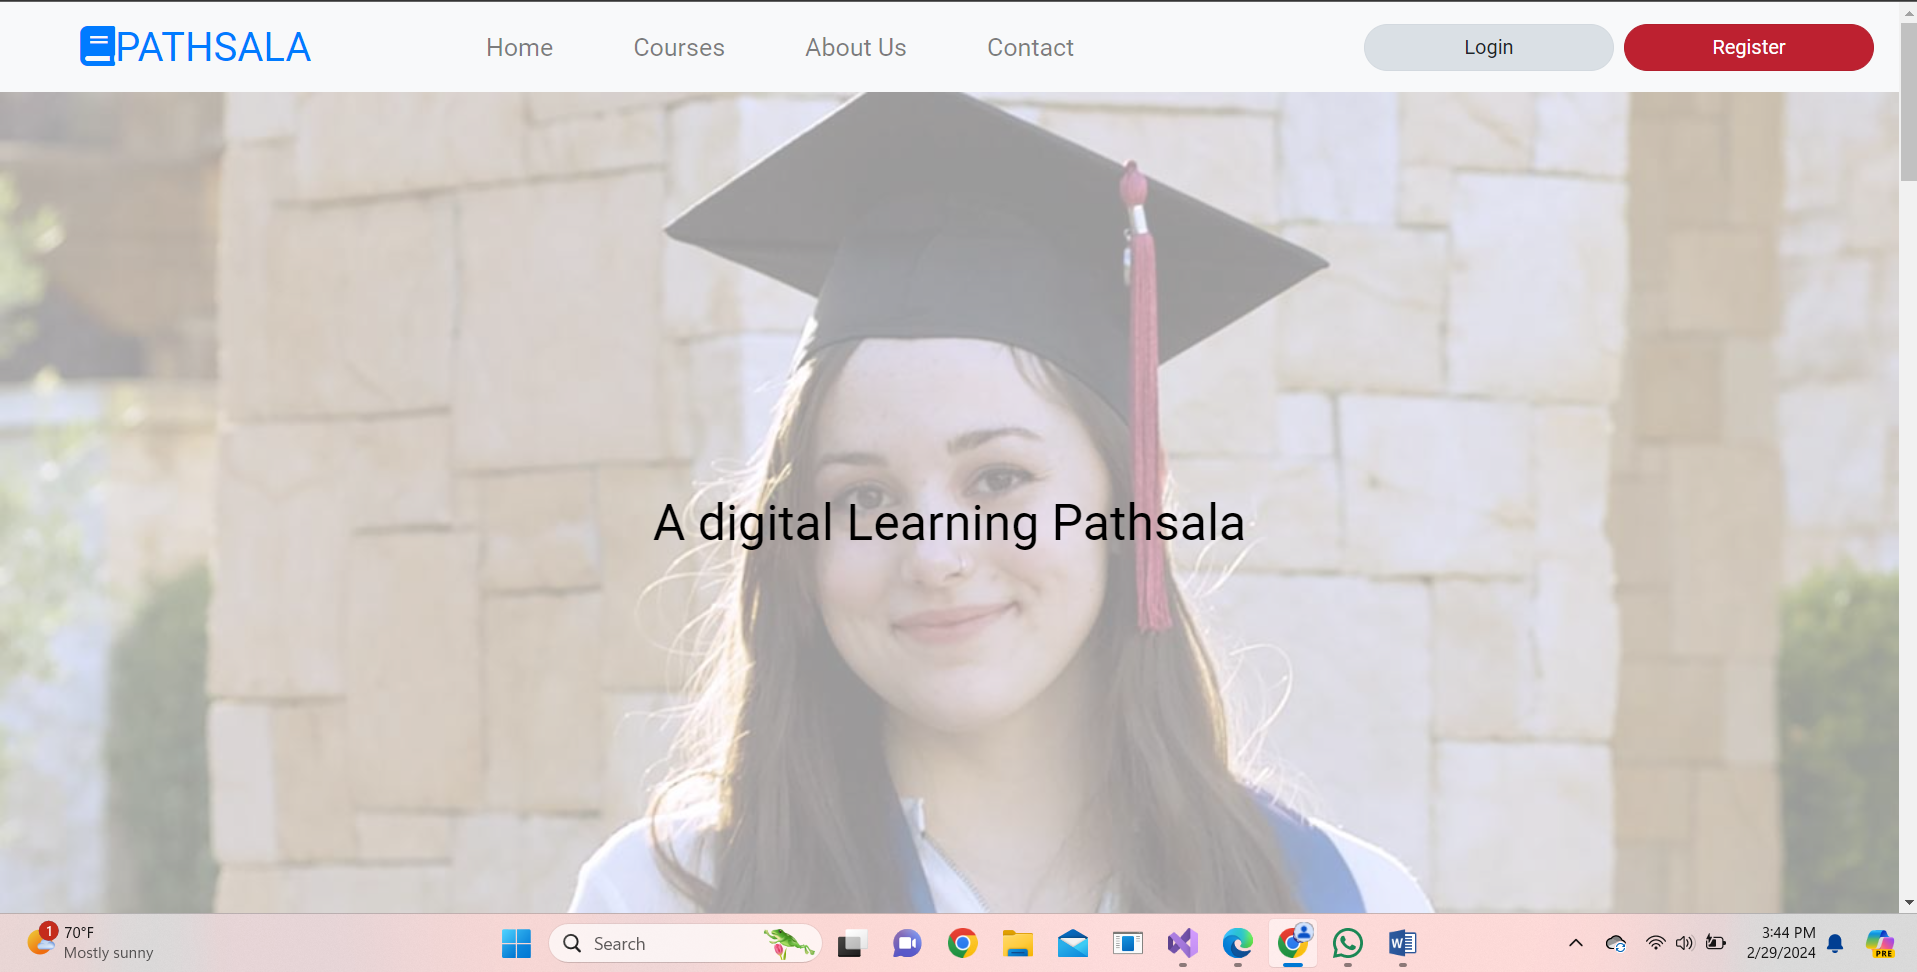 PATHSALA
Home
Courses
About Us
Contact
Login
Register
A digital Learning Pathsala
1
70°F
Mostly sunny
Search
W
PRE
3:44 PM
2/29/2024